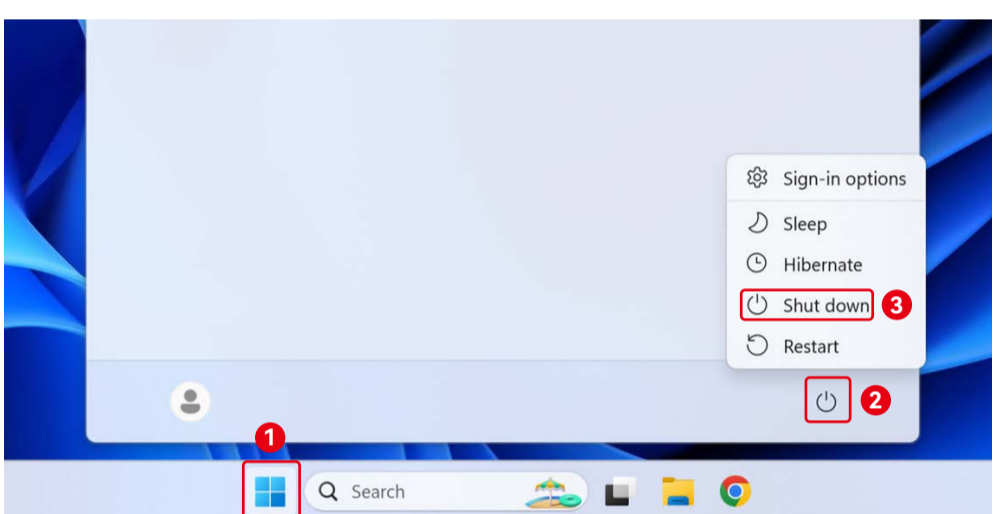 Sign-in options
Sleep
Hibernate
Shut down 3
Restart
2
1
Search